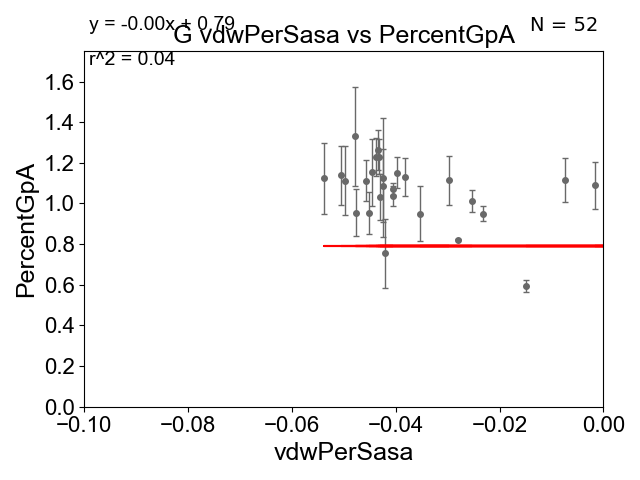 y = -0.00x + 0.79
N = 52
G vdwPerSasa vs PercentGpA
r^2 = 0.04
PercentGpA
1.6
1.4
1.2
1.0
0.8
0.6
0.4
0.2
0.0
−0.10
−0.08
−0.06
−0.04
−0.02
0.00
vdwPerSasa